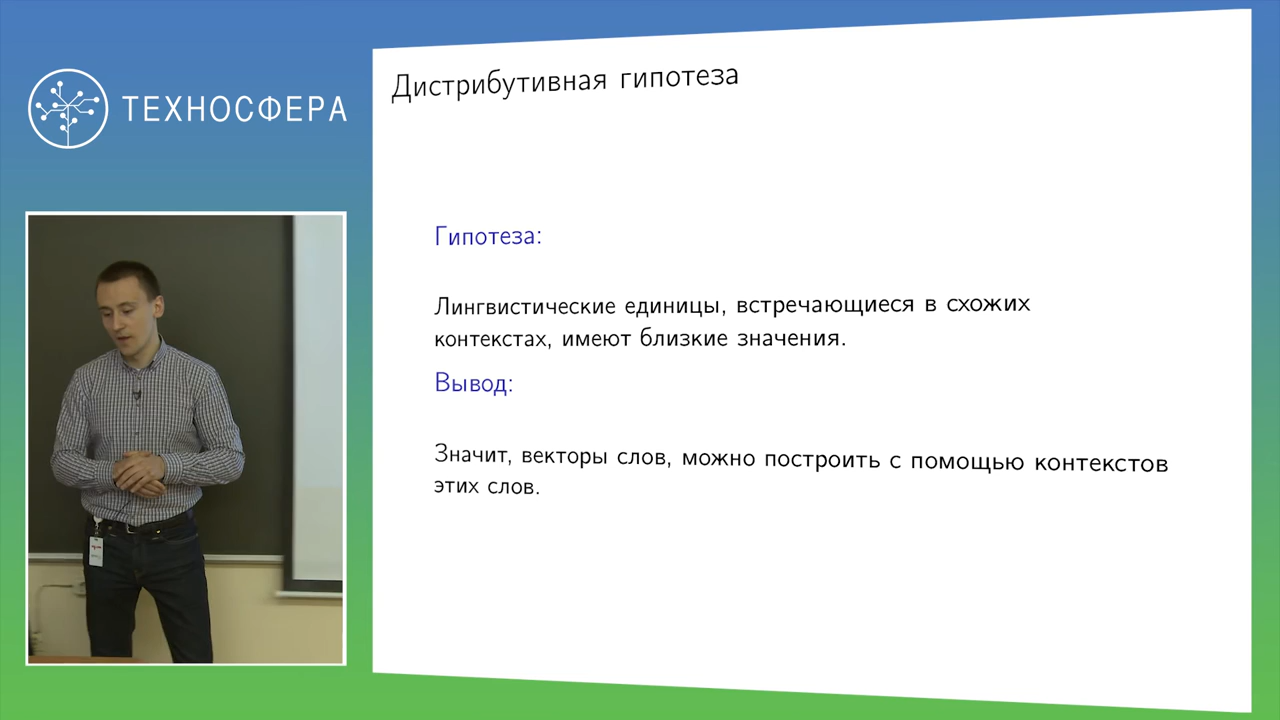 ТЕХНОСФЕРА
Дистрибутивная гипотеза
Гипотеза:
Лингвистические единицы, встречающиеся в схожих
контекстах, имеют близкие значения.
Вывод:
Значит, векторы слов, можно построить с помощью контекстов
этих слов.